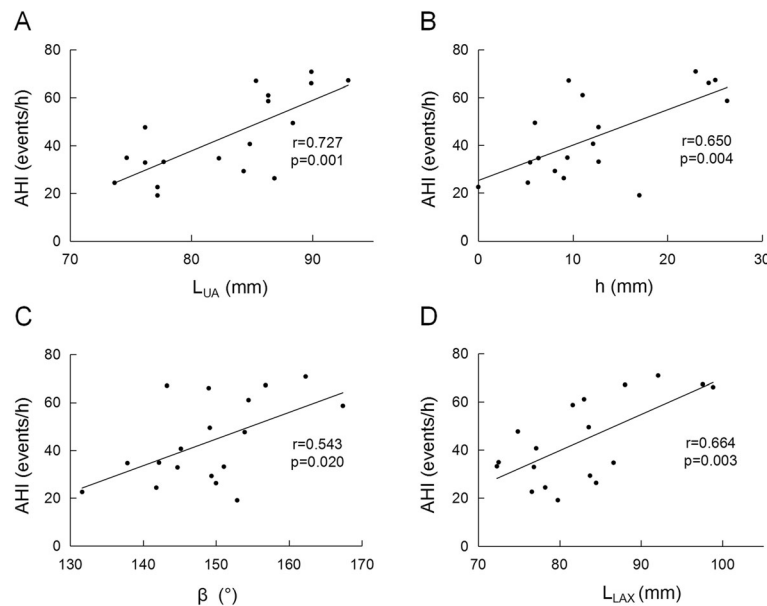 A
80
60
40
20
0
AHI (events/h)
r=0.727
p=0.001
70 80 90
L_UA (mm)
B
80
60
40
20
0
AHI (events/h)
r=0.650
p=0.004
0 10 20 30
h (mm)
C
80
60
40
20
0
AHI (events/h)
r=0.543
p=0.020
130 140 150 160 170
β (°)
D
80
60
40
20
0
AHI (events/h)
r=0.664
p=0.003
70 80 90 100
L_LAX (mm)